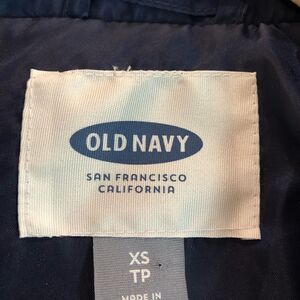 OLD NAVY
SAN FRANCISCO
CALIFORNIA
XS
TP
MADE IN